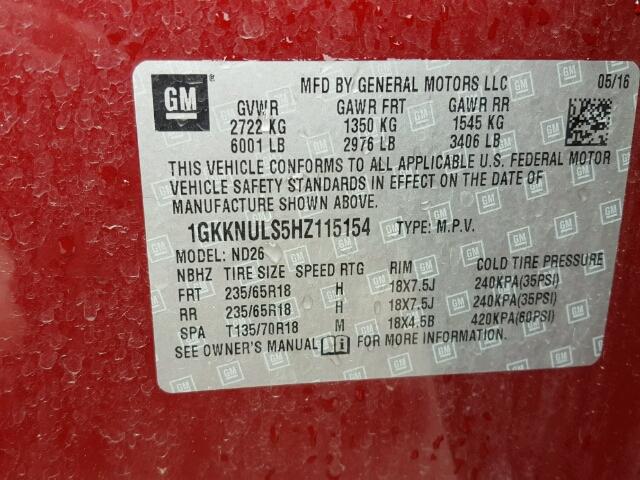 GM
MFD BY GENERAL MOTORS LLC 05/16
GVWR GAWR FRT GAWR RR
2722 KG 1350 KG 1545 KG
6001 LB 2976 LB 3406 LB
THIS VEHICLE CONFORMS TO ALL APPLICABLE U.S. FEDERAL MOTOR
VEHICLE SAFETY STANDARDS IN EFFECT ON THE DATE OF
MANUFACTURE SHOWN ABOVE.
1GKKNULS5HZ115154 TYPE: M.P.V.
MODEL: ND26
NBHZ TIRE SIZE SPEED RTG RIM COLD TIRE PRESSURE
FRT 235/65R18 H 18X7.5J 240KPA(35PSI)
RR 235/65R18 H 18X7.5J 240KPA(35PSI)
SPA T135/70R18 M 18X4.5B 420KPA(60PSI)
SEE OWNER'S MANUAL FOR MORE INFORMATION.